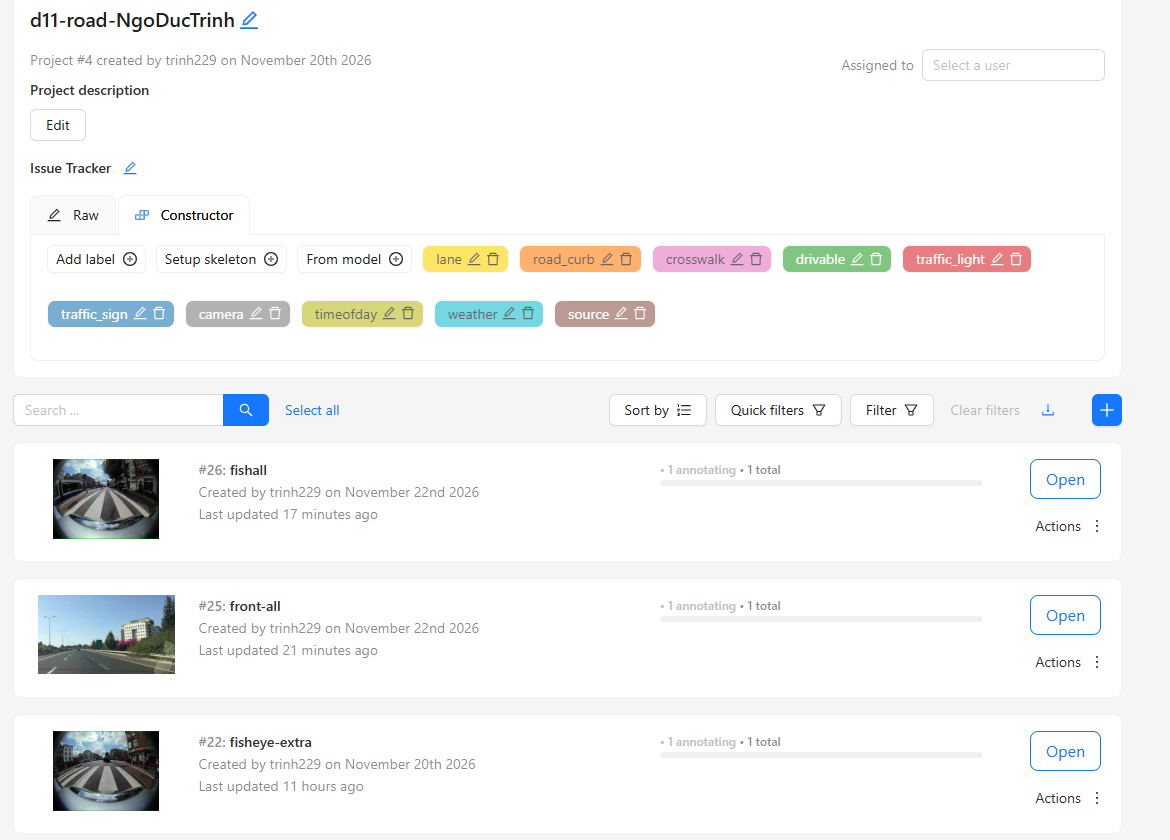 d11-road-NgoDucTrinh
Project #4 created by trinh229 on November 20th 2026
Assigned to Select a user
Project description
Edit
Issue Tracker
Raw Constructor
Add label Setup skeleton From model lane road_curb crosswalk drivable traffic_light
traffic_sign camera timeofday weather source
Search ... Select all Sort by Quick filters Filter Clear filters
#26: fishall • 1 annotating • 1 total
Created by trinh229 on November 22nd 2026 Open
Last updated 17 minutes ago
Actions
#25: front-all • 1 annotating • 1 total
Created by trinh229 on November 22nd 2026 Open
Last updated 21 minutes ago
Actions
#22: fisheye-extra • 1 annotating • 1 total
Created by trinh229 on November 20th 2026 Open
Last updated 11 hours ago
Actions